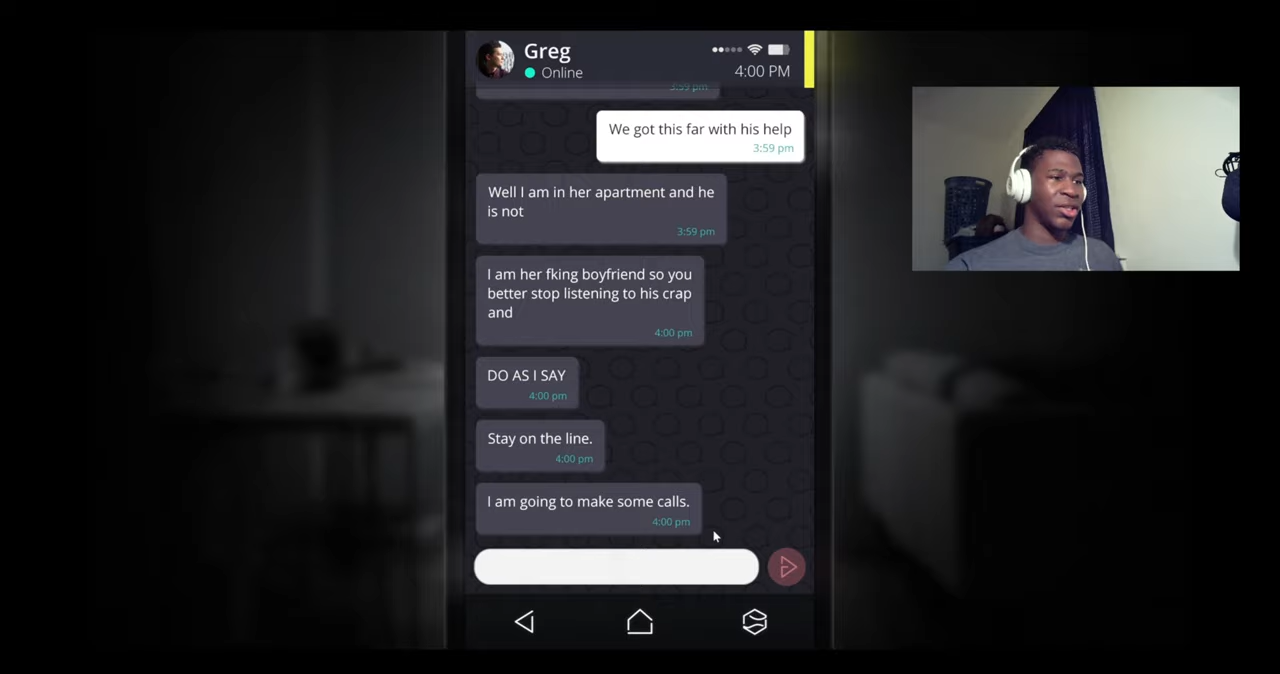 Greg
Online
4:00 PM
3:59 pm
We got this far with his help
3:59 pm
Well I am in her apartment and he
is not
3:59 pm
I am her fking boyfriend so you
better stop listening to his crap
and
4:00 pm
DO AS I SAY
4:00 pm
Stay on the line.
4:00 pm
I am going to make some calls.
4:00 pm